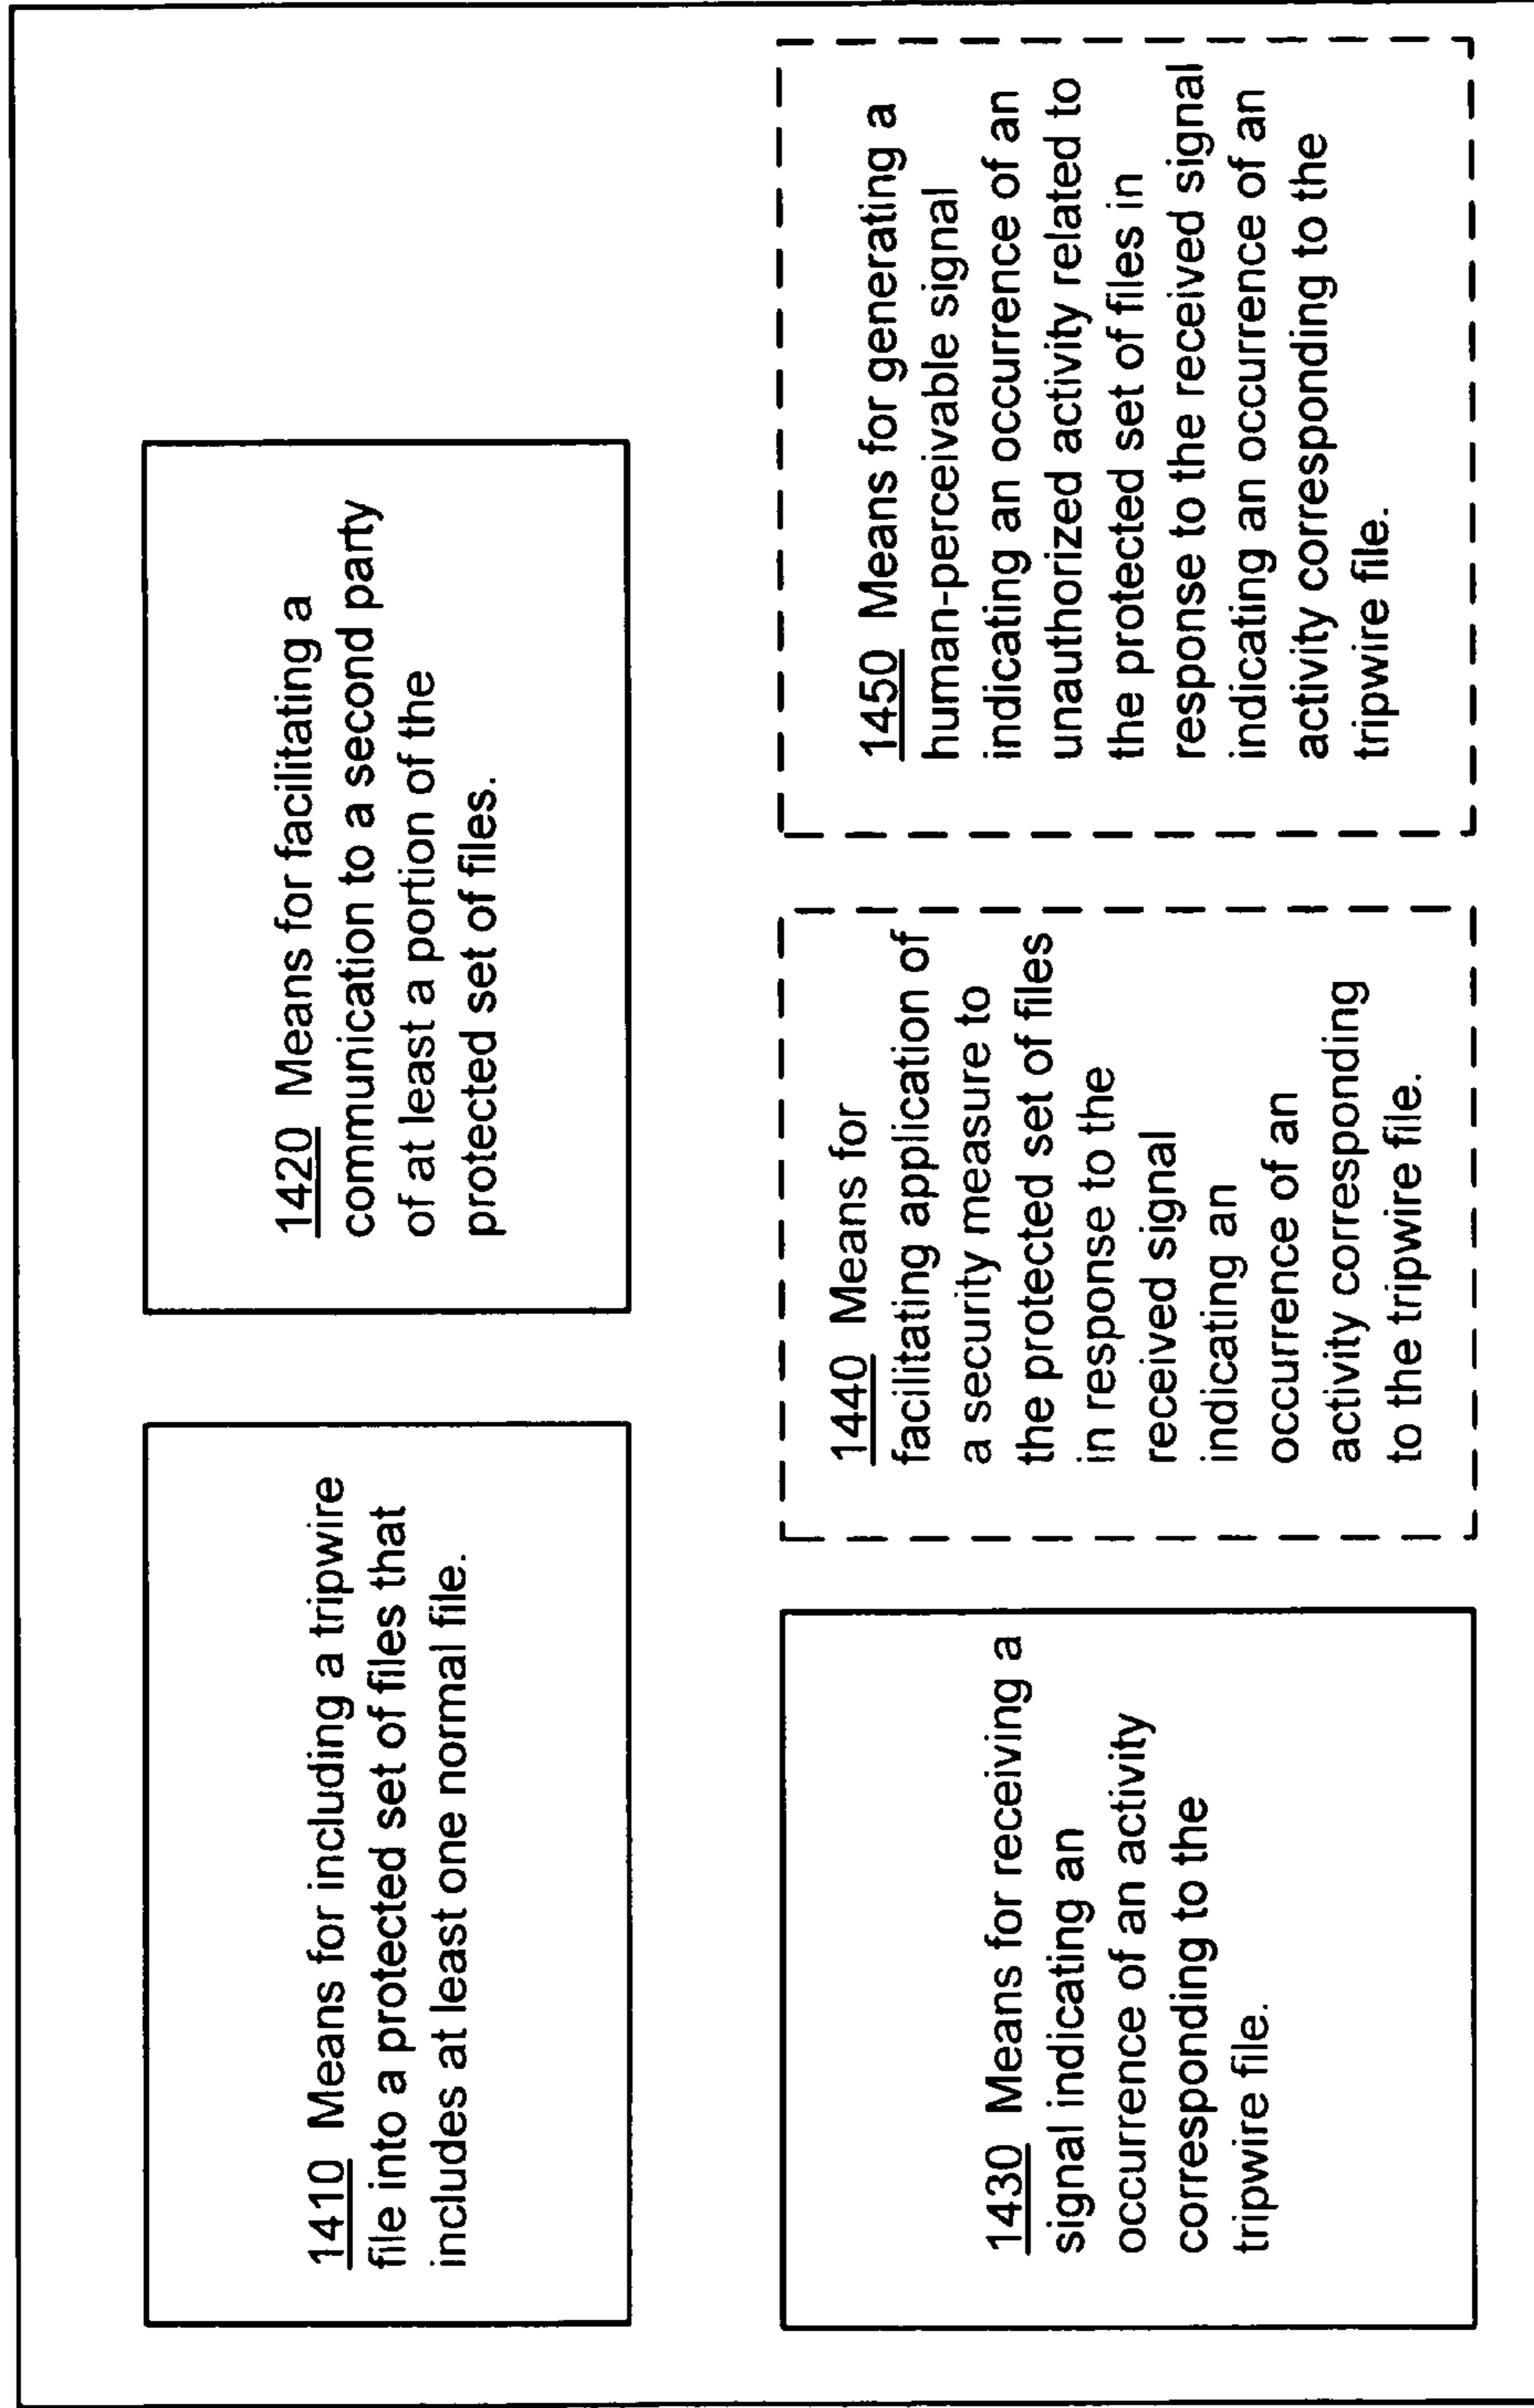 1410 Means for including a tripwire
file into a protected set of files that
includes at least one normal file.
1420 Means for facilitating a
communication to a second party
of at least a portion of the
protected set of files.
1430 Means for receiving a
signal indicating an
occurrence of an activity
corresponding to the
tripwire file.
1440 Means for
facilitating application of
a security measure to
the protected set of files
in response to the
received signal
indicating an
occurrence of an
activity corresponding
to the tripwire file.
1450 Means for generating a
human-perceivable signal
indicating an occurrence of an
unauthorized activity related to
the protected set of files in
response to the received signal
indicating an occurrence of an
activity corresponding to the
tripwire file.